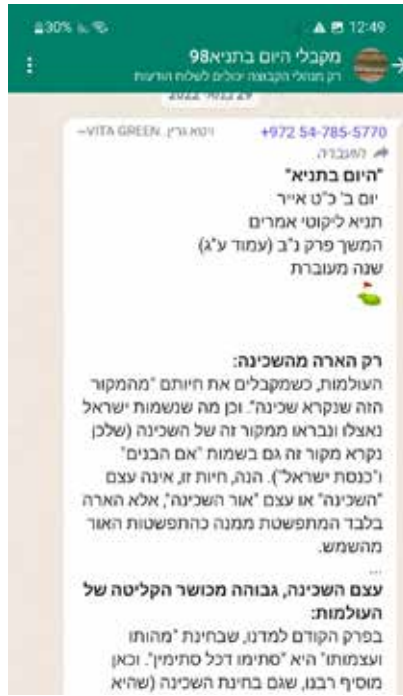 30% 12:49
מקבלי היום בתניא98
רק מנהלי הקבוצה יכולים לשלוח הודעות
29 2022
~VITA GREEN. ויטא גרין +972 54-785-5770
הועברה
"היום בתניא"
יום ב' כ"ט אייר
תניא ליקוטי אמרים
המשך פרק נ"ב (עמוד ע"ג)
שנה מעוברת
רק הארה מהשכינה:
העולמות, כשמקבלים את חיותם "מהמקור
הזה שנקרא שכינה". וכן מה שנשמות ישראל
נאצלו ונבראו ממקור זה של השכינה (שלכן
נקרא מקור זה גם בשמות "אם הבנים"
ו"כנסת ישראל"). הנה, חיות זו, אינה עצם
"השכינה" או עצם "אור השכינה", אלא הארה
בלבד המתפשטת ממנה כהתפשטות האור
מהשמש.
...
עצם השכינה, גבוהה מכושר הקליטה של
העולמות:
בפרק הקודם למדנו, שבחינת "מהותו
ועצמותו" היא "סתימו דכל סתימין". וכאן
מוסיף רבנו, שגם בחינת השכינה (שהיא